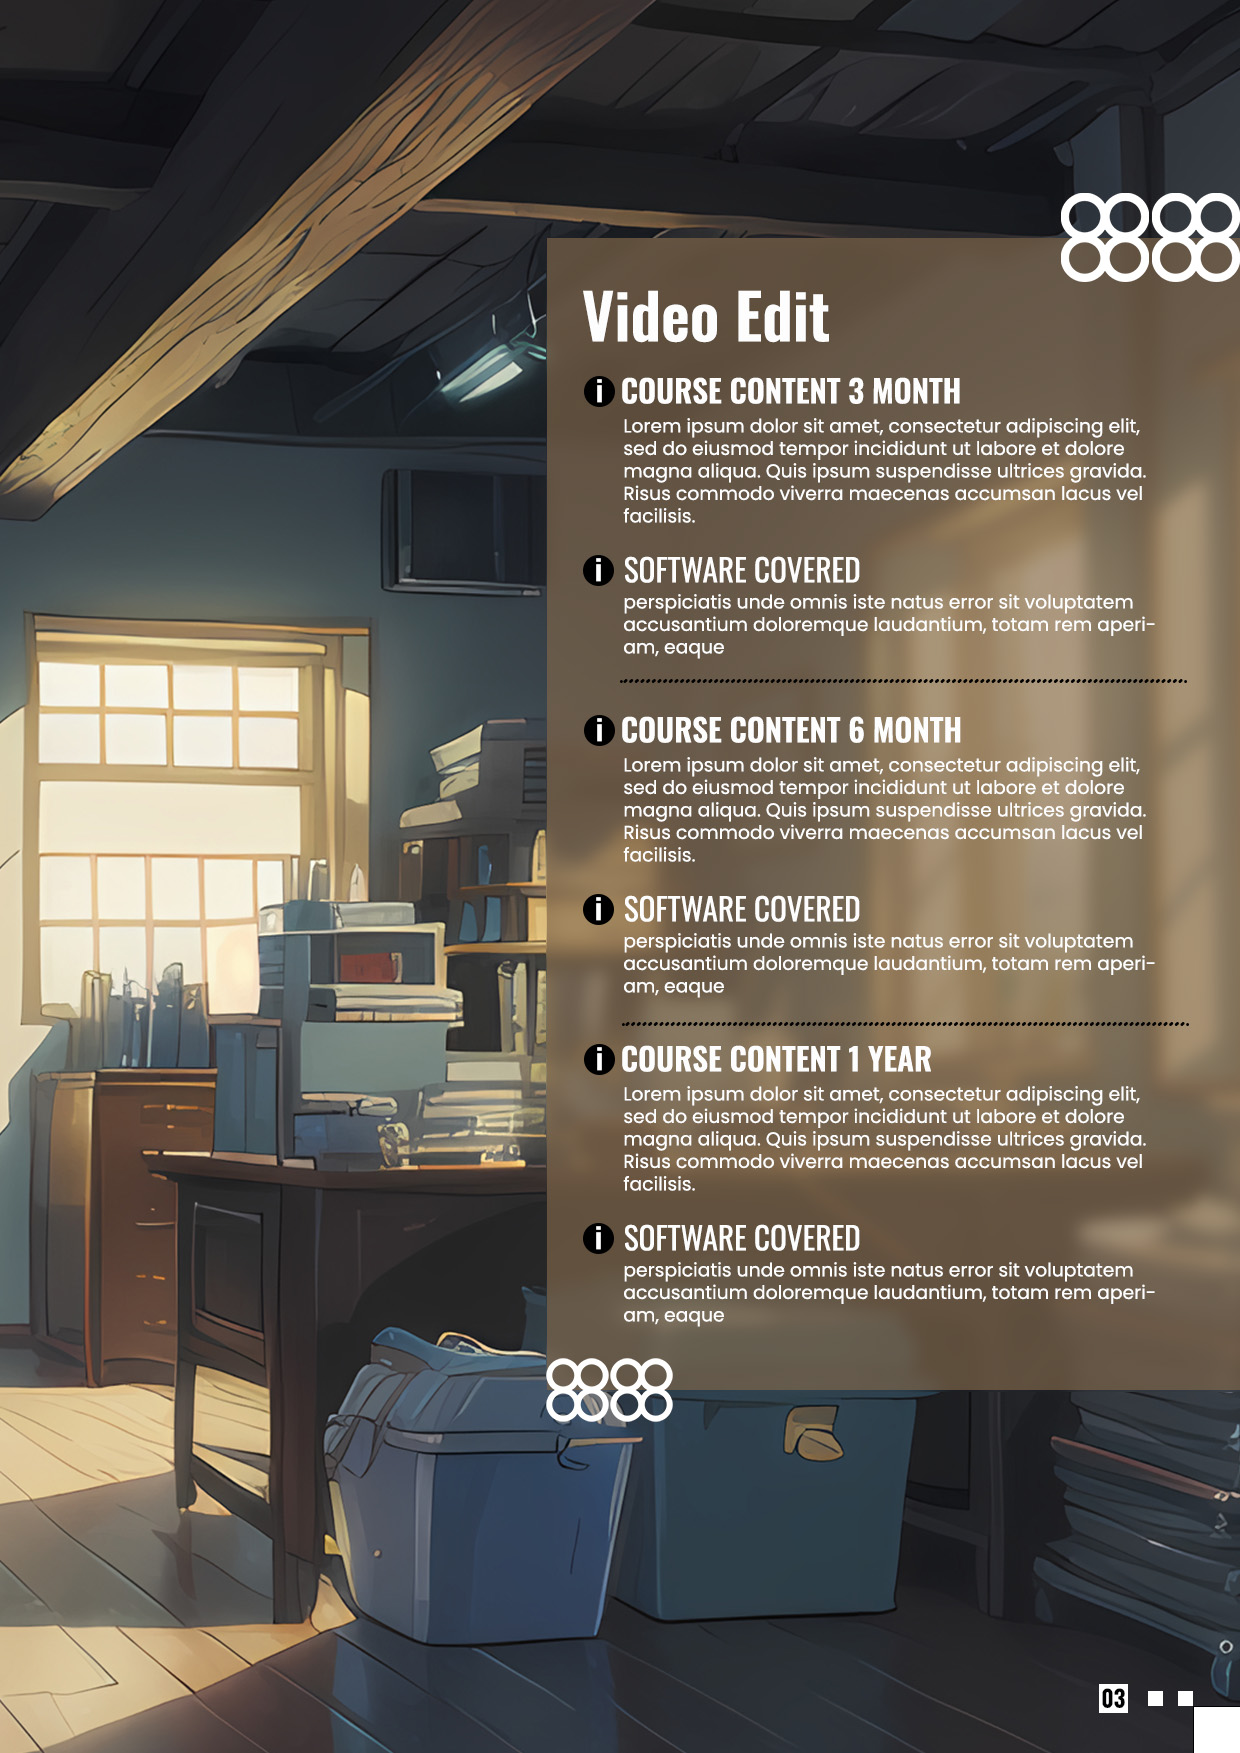 Video Edit
i COURSE CONTENT 3 MONTH
Lorem ipsum dolor sit amet, consectetur adipiscing elit,
sed do eiusmod tempor incididunt ut labore et dolore
magna aliqua. Quis ipsum suspendisse ultrices gravida.
Risus commodo viverra maecenas accumsan lacus vel
facilisis.
i SOFTWARE COVERED
perspiciatis unde omnis iste natus error sit voluptatem
accusantium doloremque laudantium, totam rem aperi-
am, eaque
i COURSE CONTENT 6 MONTH
Lorem ipsum dolor sit amet, consectetur adipiscing elit,
sed do eiusmod tempor incididunt ut labore et dolore
magna aliqua. Quis ipsum suspendisse ultrices gravida.
Risus commodo viverra maecenas accumsan lacus vel
facilisis.
i SOFTWARE COVERED
perspiciatis unde omnis iste natus error sit voluptatem
accusantium doloremque laudantium, totam rem aperi-
am, eaque
i COURSE CONTENT 1 YEAR
Lorem ipsum dolor sit amet, consectetur adipiscing elit,
sed do eiusmod tempor incididunt ut labore et dolore
magna aliqua. Quis ipsum suspendisse ultrices gravida.
Risus commodo viverra maecenas accumsan lacus vel
facilisis.
i SOFTWARE COVERED
perspiciatis unde omnis iste natus error sit voluptatem
accusantium doloremque laudantium, totam rem aperi-
am, eaque
03